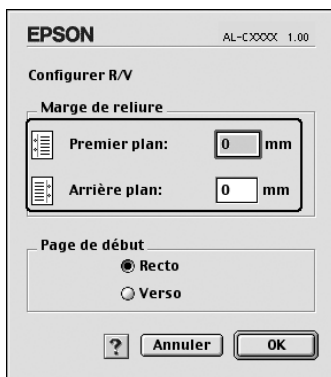 EPSON AL-CXXXX 1.00
Configurer R/V
Marge de reliure
Premier plan: 0 mm
Arrière plan: 0 mm
Page de début
Recto
Verso
? Annuler OK